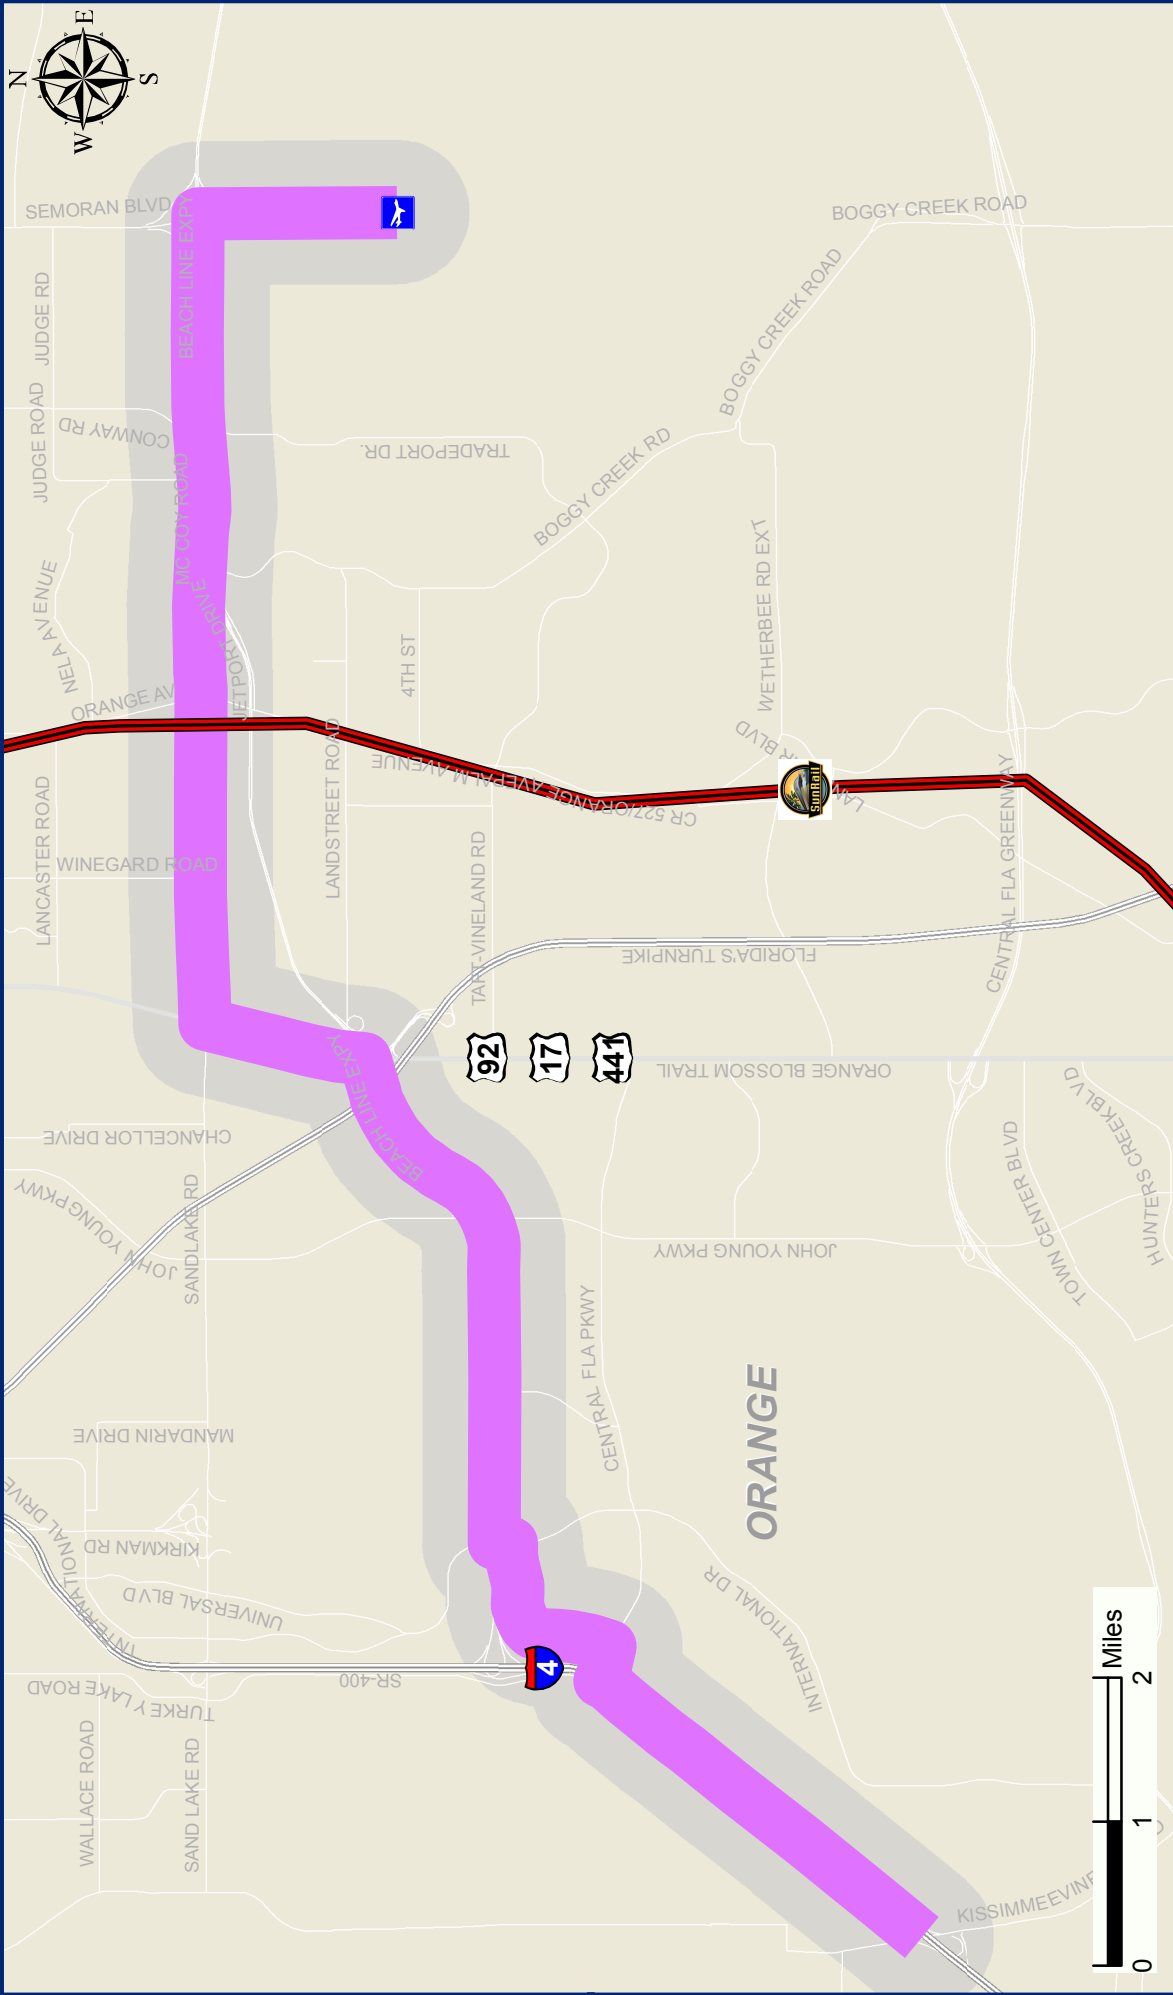 N
E
S
W
SEMORAN BLVD
BEACH LINE EXPY
BOGGY CREEK ROAD
BOGGY CREEK ROAD
JUDGE RD
JUDGE ROAD
CONWAY RD
TRADEPORT DR.
BOGGY CREEK RD
MC COY ROAD
JETPORT DRIVE
NELA AVENUE
4TH ST
WETHERBEE RD EXT
ORANGE AV
LANDSTREET ROAD
CR 527/ORANGE AVEPALM AVENUE
SunRail
CENTRAL FLA GREENWAY
LANCASTER ROAD
WINEGARD ROAD
TAFT-VINELAND RD
FLORIDA'S TURNPIKE
92
17
441
ORANGE BLOSSOM TRAIL
BEACH LINE EXPY
CHANCELLOR DRIVE
JOHN YOUNG PKWY
SANDLAKE RD
JOHN YOUNG PKWY
TOWN CENTER BLVD
HUNTERS CREEK BLVD
CENTRAL FLA PKWY
ORANGE
MANDARIN DRIVE
INTERNATIONAL DRIVE
KIRKMAN RD
UNIVERSAL BLVD
INTERNATIONAL DR
4
SR-400
TURKEY LAKE ROAD
WALLACE ROAD
SAND LAKE RD
KISSIMMEEVINE
Miles
0
1
2